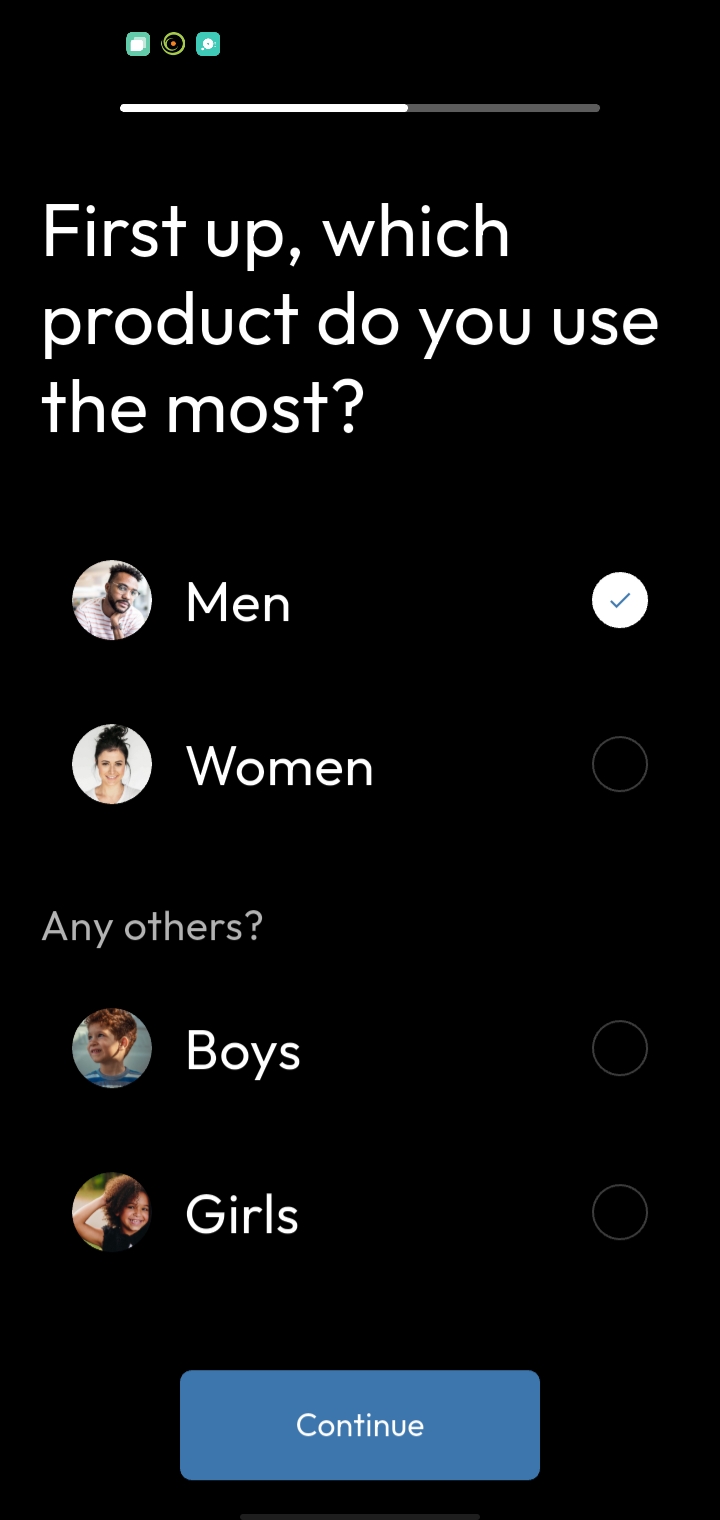 First up, which
product do you use
the most?
Men
Women
Any others?
Boys
Girls
Continue